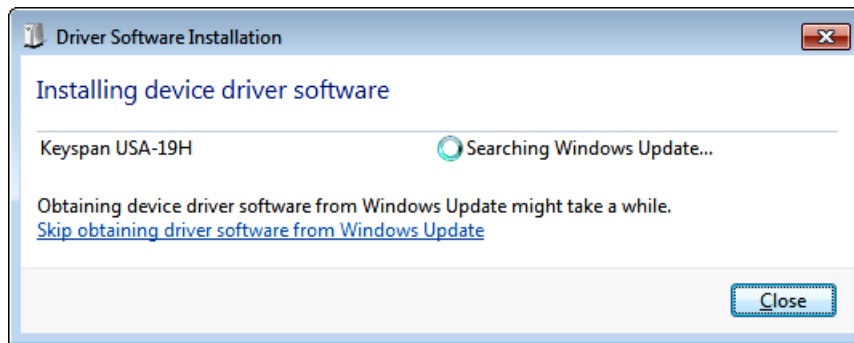 Driver Software Installation
Installing device driver software
Keyspan USA-19H Searching Windows Update...
Obtaining device driver software from Windows Update might take a while.
Skip obtaining driver software from Windows Update
Close